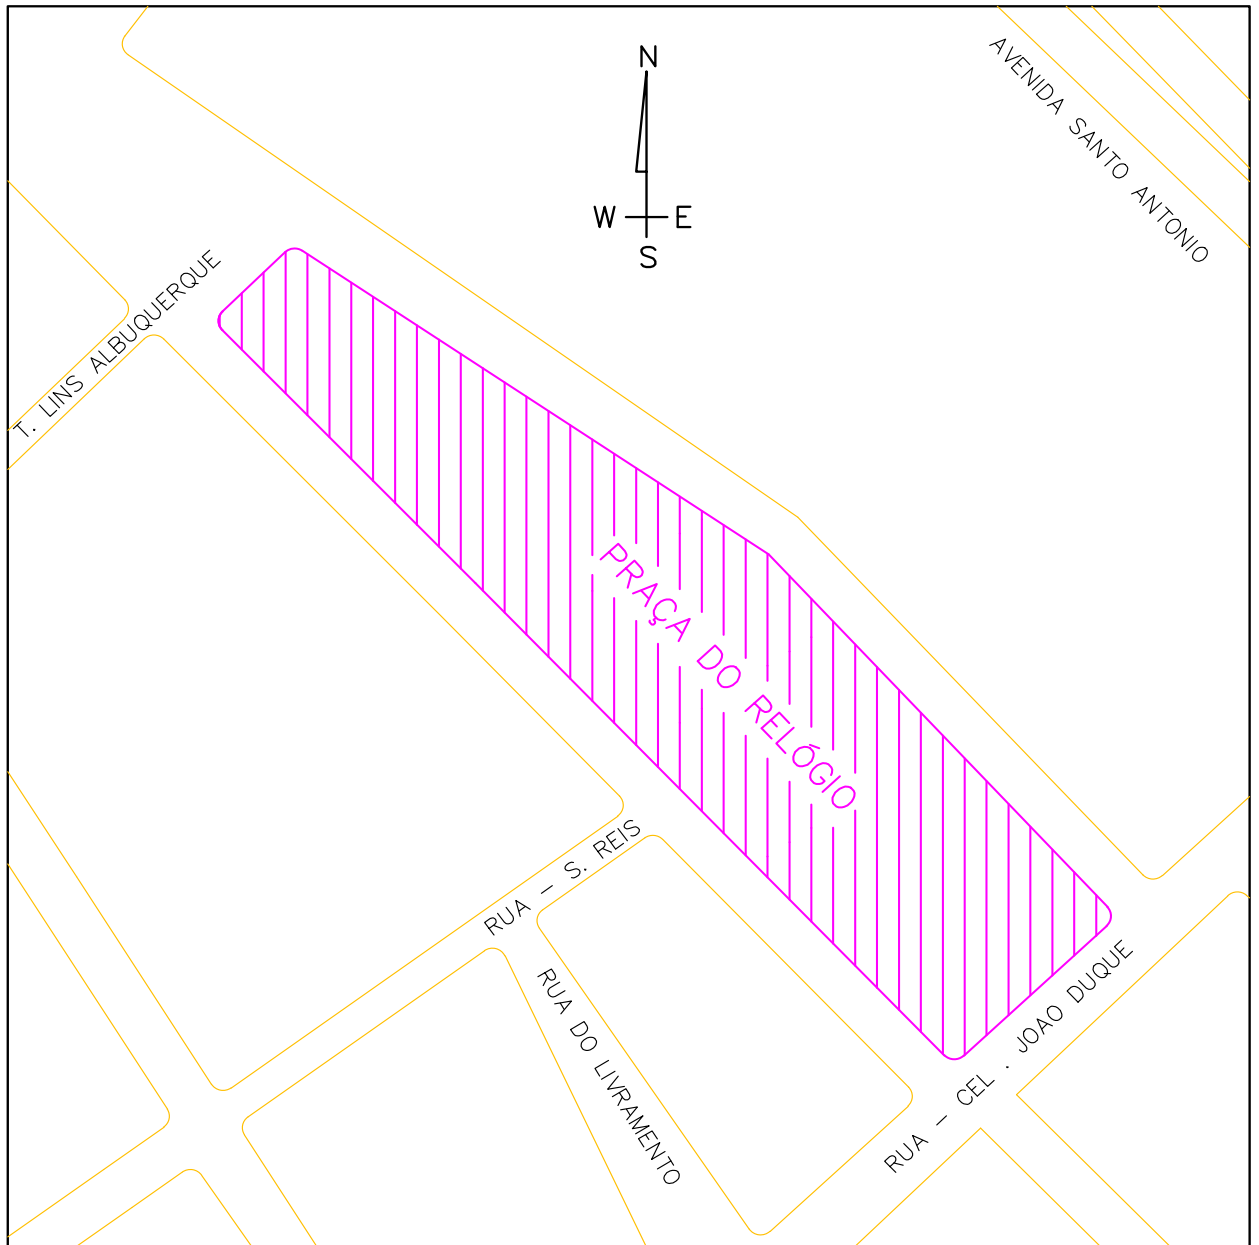 N
W E
S
AVENIDA SANTO ANTONIO
T. LINS ALBUQUERQUE
PRAÇA DO RELÓGIO
RUA - S. REIS
RUA DO LIVRAMENTO
RUA - CEL . JOAO DUQUE